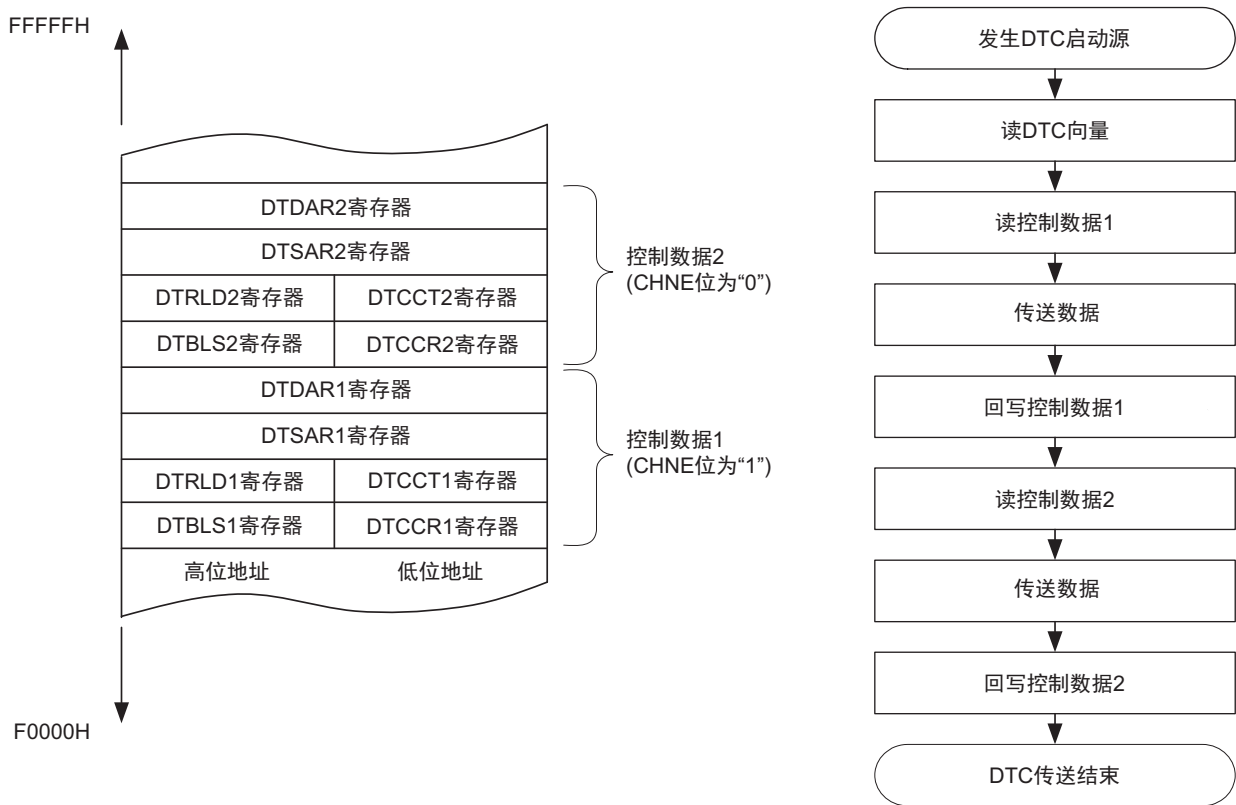 FFFFFH
DTDAR2寄存器
DTSAR2寄存器
DTRLD2寄存器
DTCCT2寄存器
DTBLS2寄存器
DTCCR2寄存器
控制数据2
(CHNE位为“0”)
DTDAR1寄存器
DTSAR1寄存器
DTRLD1寄存器
DTCCT1寄存器
DTBLS1寄存器
DTCCR1寄存器
控制数据1
(CHNE位为“1”)
高位地址
低位地址
F0000H
发生DTC启动源
读DTC向量
读控制数据1
传送数据
回写控制数据1
读控制数据2
传送数据
回写控制数据2
DTC传送结束